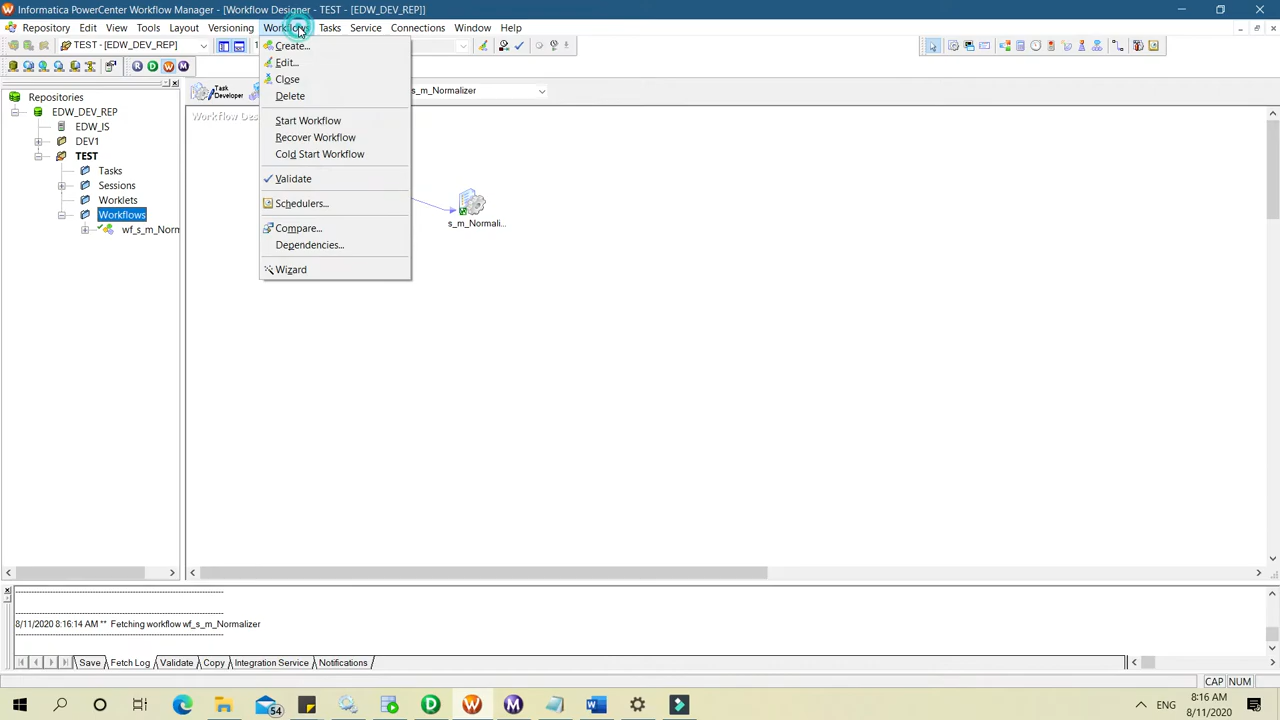 Informatica PowerCenter Workflow Manager - [Workflow Designer - TEST - [EDW_DEV_REP]]
Repository Edit View Tools Layout Versioning Workflows Tasks Service Connections Window Help
TEST - [EDW_DEV_REP]
R D W M
Repositories
EDW_DEV_REP
EDW_IS
DEV1
TEST
Tasks
Sessions
Worklets
Workflows
wf_s_m_Norm
Create...
Edit...
Close
Delete
Start Workflow
Recover Workflow
Cold Start Workflow
Validate
Schedulers...
Compare...
Dependencies...
Wizard
Task
Developer
s_m_Normalizer
Workflow Des
s_m_Normali...
8/11/2020 8:16:14 AM ** Fetching workflow wf_s_m_Normalizer
Save Fetch Log Validate Copy Integration Service Notifications
CAP NUM
54
D W M
ENG
8:16 AM
8/11/2020